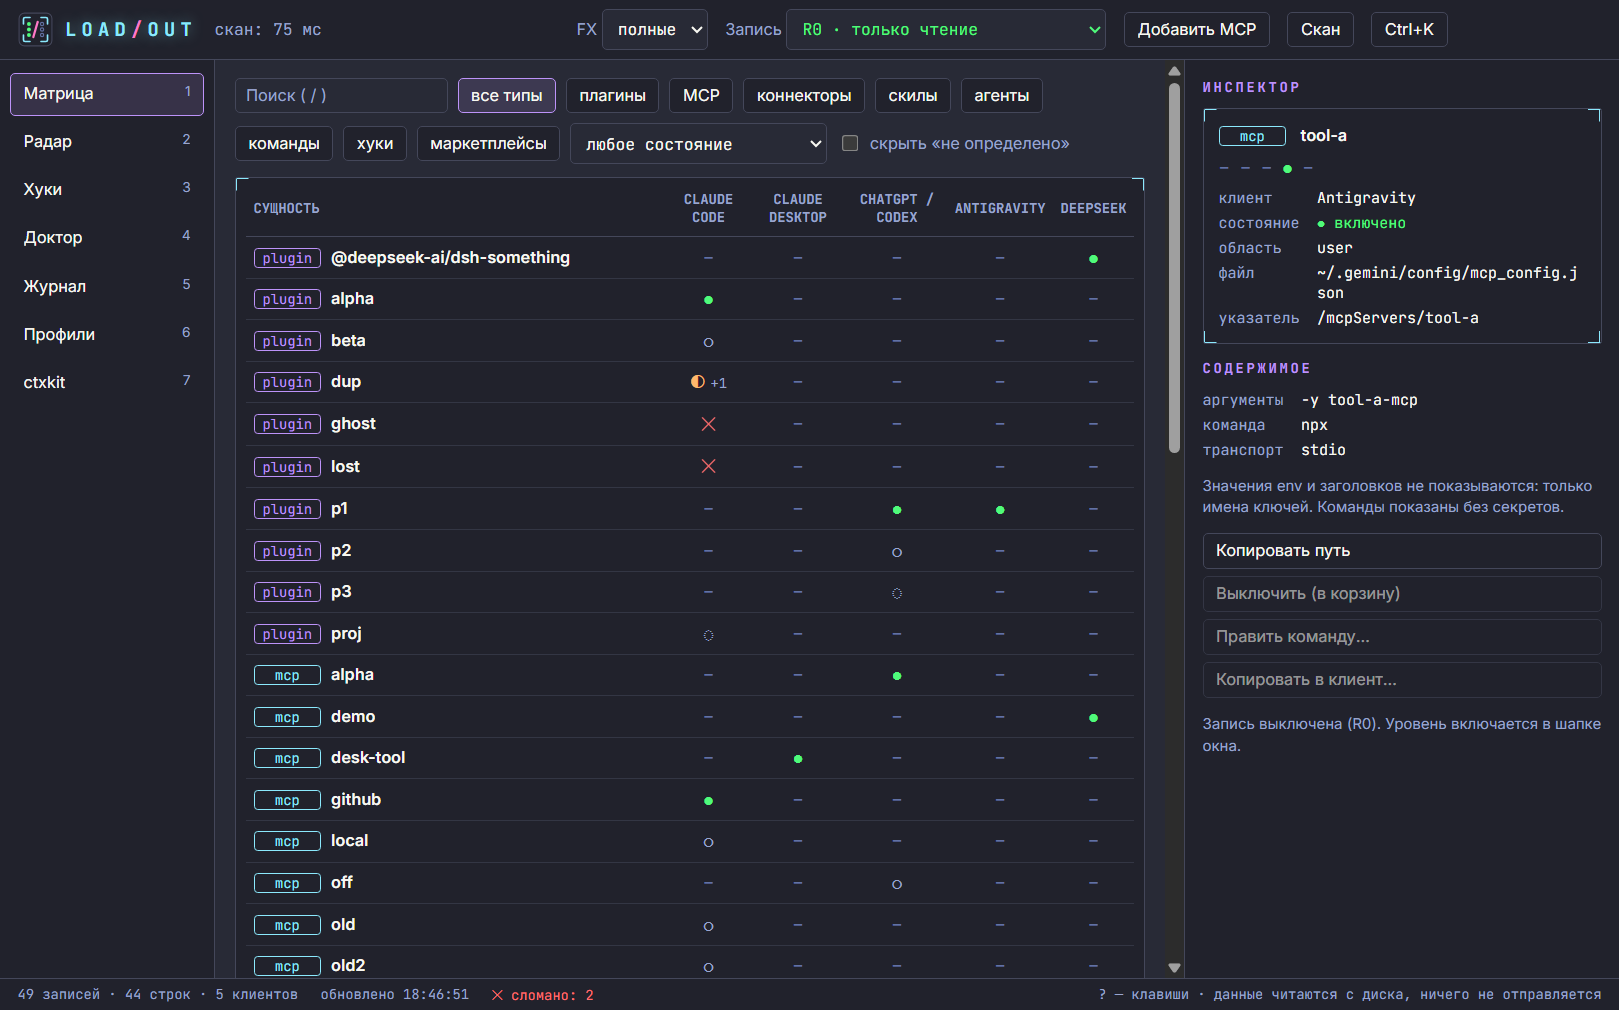 LOAD/OUT скан: 75 мс FX полные Запись R0 · только чтение Добавить MCP Скан Ctrl+K
Матрица 1
Радар 2
Хуки 3
Доктор 4
Журнал 5
Профили 6
ctxkit 7
Поиск ( / ) все типы плагины MCP коннекторы скилы агенты
команды хуки маркетплейсы любое состояние скрыть «не определено»
СУЩНОСТЬ CLAUDE CODE CLAUDE DESKTOP CHATGPT / CODEX ANTIGRAVITY DEEPSEEK
plugin @deepseek-ai/dsh-something — — — — ●
plugin alpha ● — — — —
plugin beta ○ — — — —
plugin dup ◐ +1 — — — —
plugin ghost ✕ — — — —
plugin lost ✕ — — — —
plugin p1 — — ● ● —
plugin p2 — — ○ — —
plugin p3 — — ◌ — —
plugin proj ◌ — — — —
mcp alpha — — ● — —
mcp demo — — — — ●
mcp desk-tool — ● — — —
mcp github ● — — — —
mcp local ○ — — — —
mcp off — — ○ — —
mcp old ○ — — — —
mcp old2 ○ — — — —
ИНСПЕКТОР
mcp tool-a
— — — ● —
клиент Antigravity
состояние ● включено
область user
файл ~/.gemini/config/mcp_config.j
son
указатель /mcpServers/tool-a
СОДЕРЖИМОЕ
аргументы -y tool-a-mcp
команда npx
транспорт stdio
Значения env и заголовков не показываются: только
имена ключей. Команды показаны без секретов.
Копировать путь
Выключить (в корзину)
Править команду...
Копировать в клиент...
Запись выключена (R0). Уровень включается в шапке
окна.
49 записей · 44 строк · 5 клиентов обновлено 18:46:51 ✕ сломано: 2 ? — клавиши · данные читаются с диска, ничего не отправляется